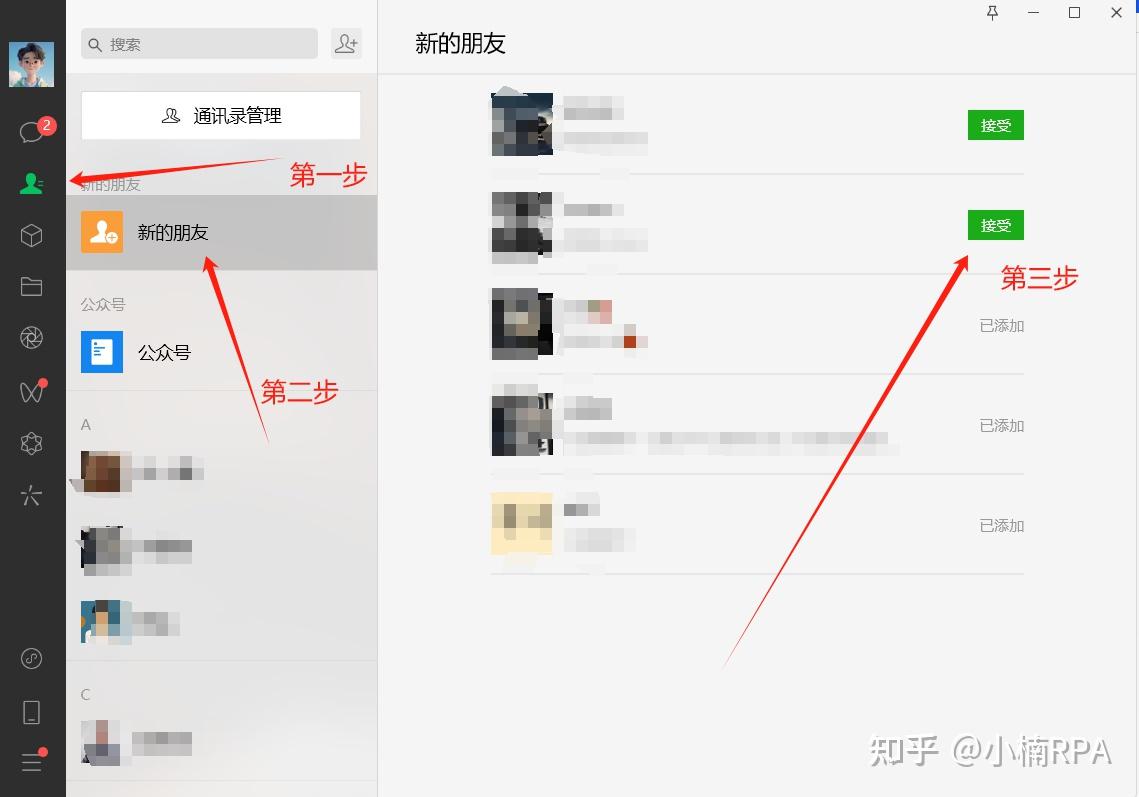 搜索
通讯录管理
2
第一步
新的朋友
新的朋友
公众号
公众号
第二步
A
C
新的朋友
接受
接受
第三步
已添加
已添加
已添加
知乎 @小楠RPA